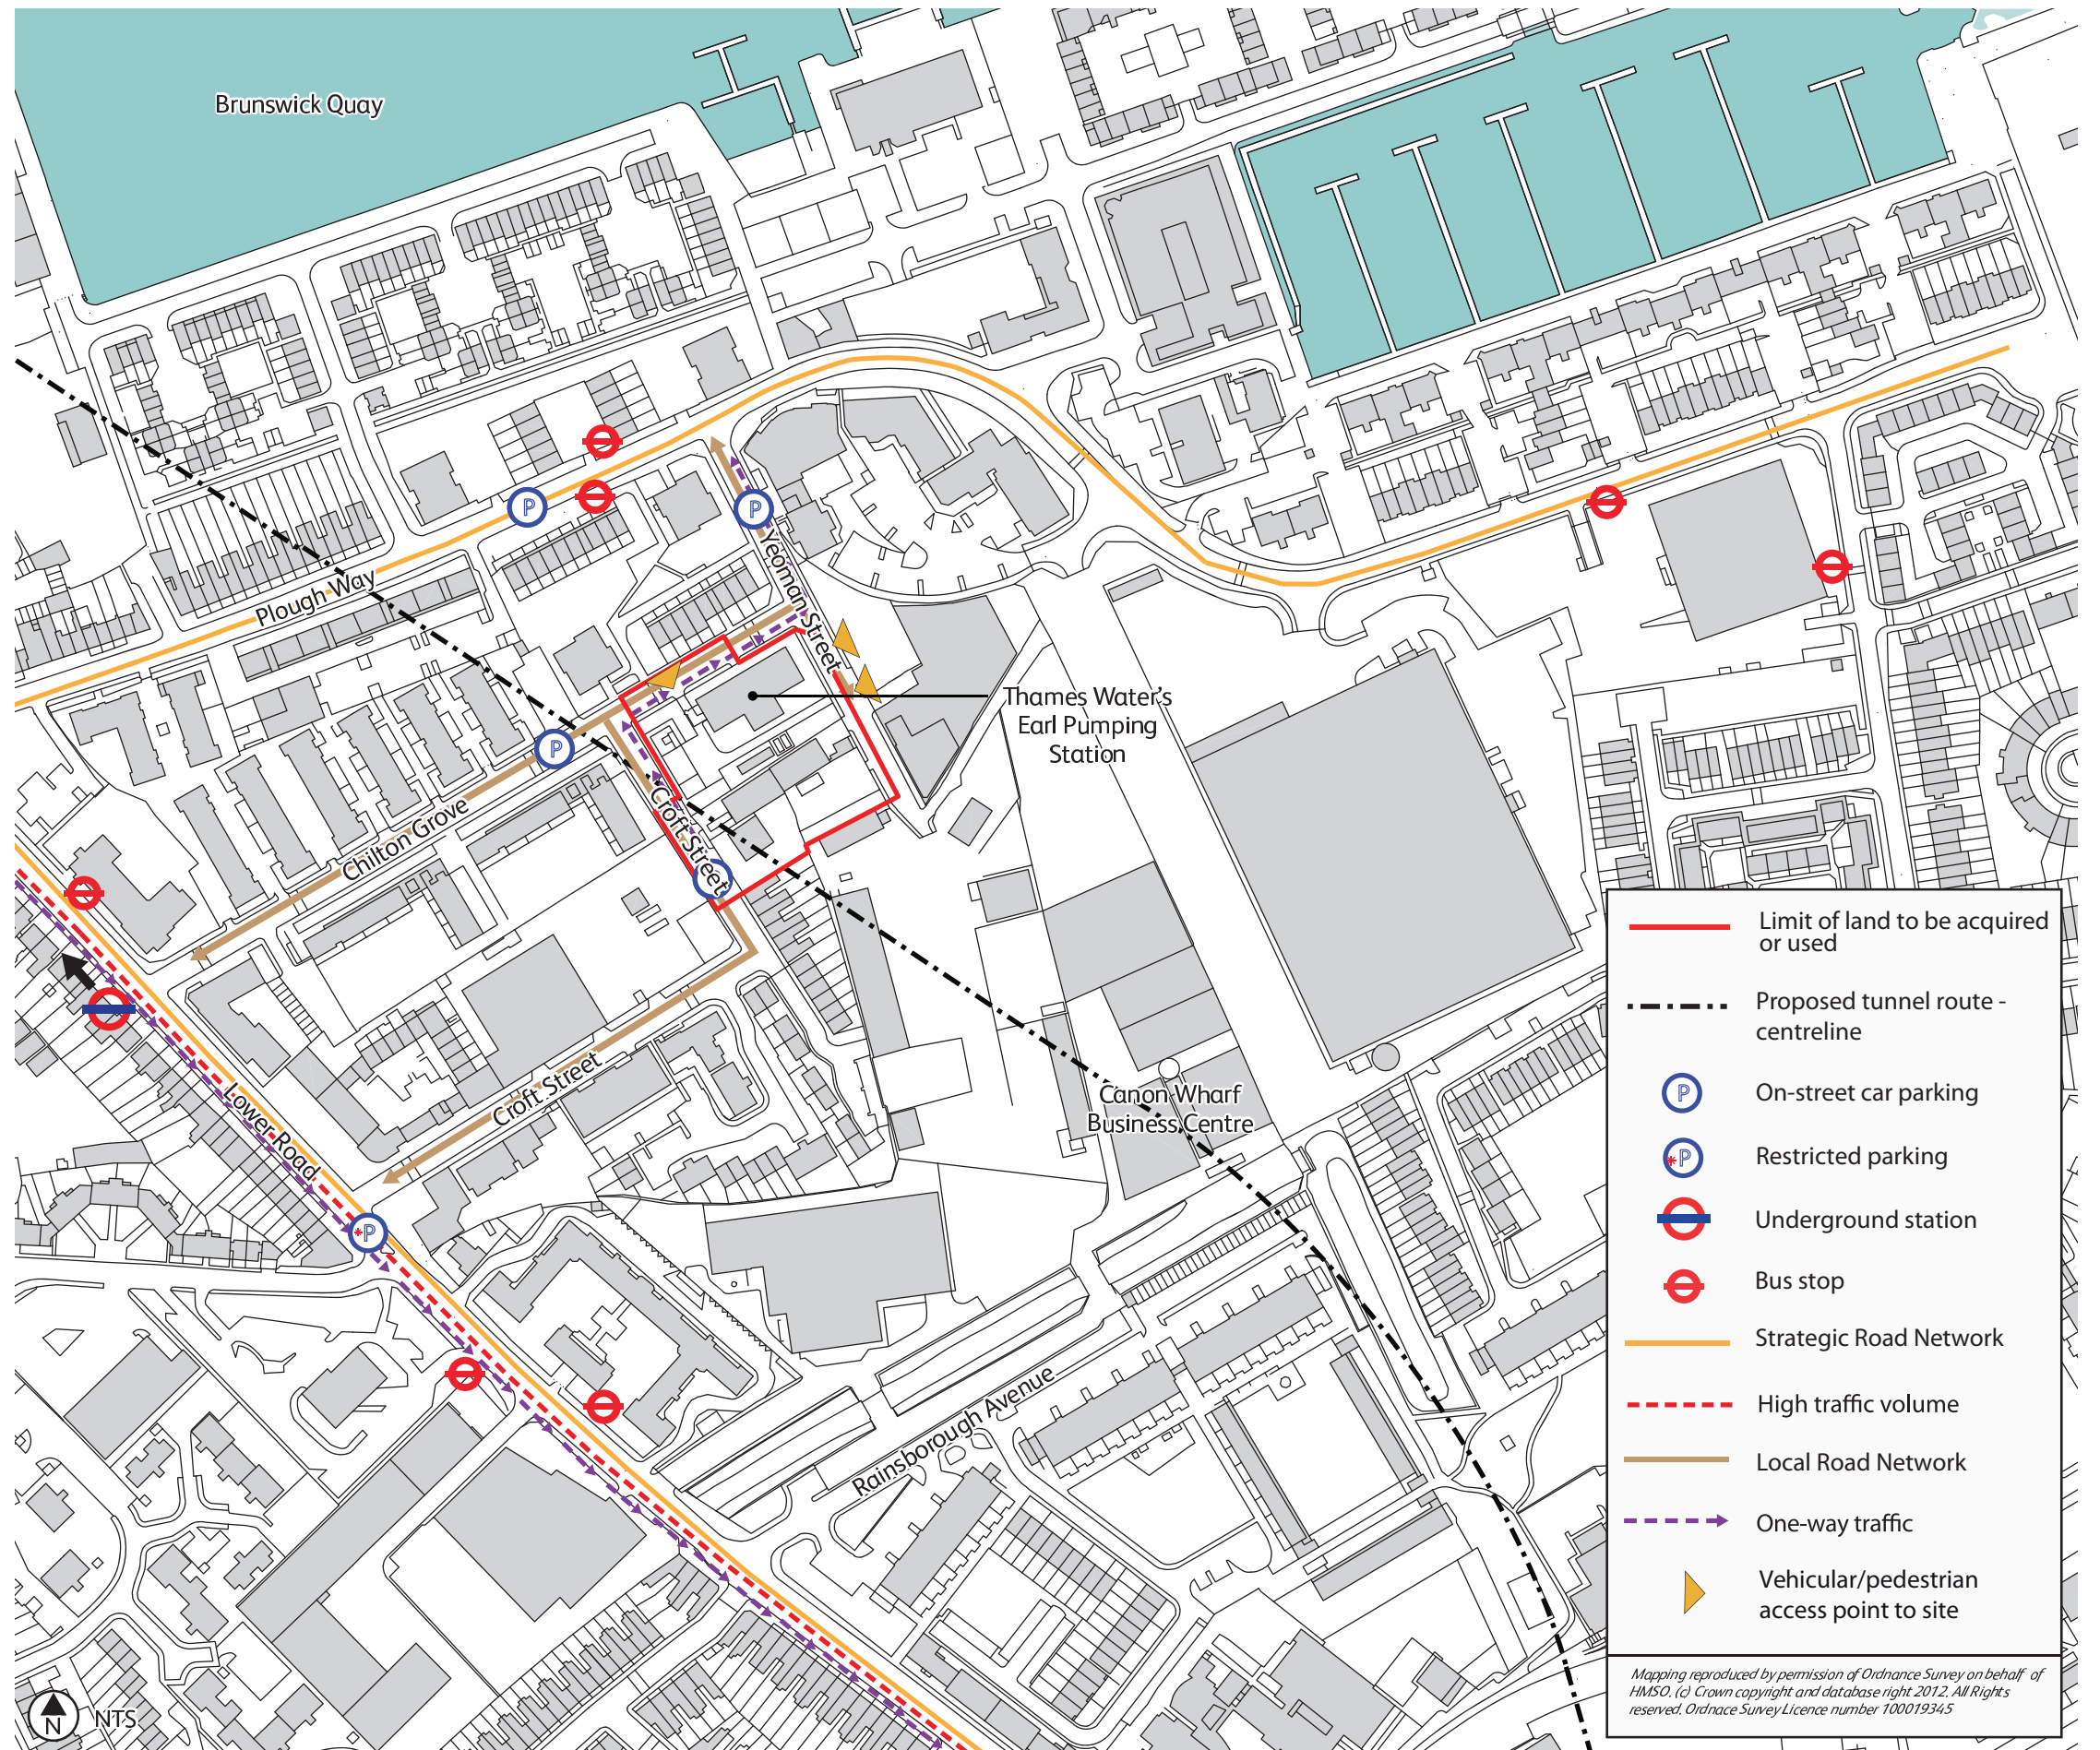 Brunswick Quay
Plough Way
Yeoman Street
Thames Water's
Earl Pumping
Station
Chilton Grove
Croft Street
P
P
P
Croft Street
Lower Road
*P
Canon Wharf
Business Centre
Rainsborough Avenue
N
NTS
Limit of land to be acquired
or used
Proposed tunnel route -
centreline
P
On-street car parking
*P
Restricted parking
Underground station
Bus stop
Strategic Road Network
High traffic volume
Local Road Network
One-way traffic
Vehicular/pedestrian
access point to site
Mapping reproduced by permission of Ordnance Survey on behalf of
HMSO. (c) Crown copyright and database right 2012. All Rights
reserved. Ordnace Survey Licence number 100019345